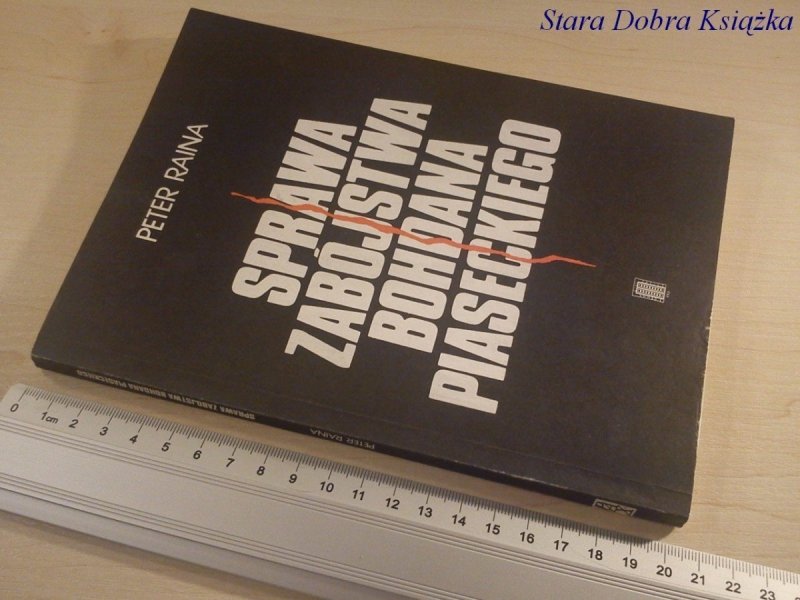 Stara Dobra Książka
PETER RAINA
SPRAWA
ZABÓJSTWA
BOHDANA
PIASECKIEGO
SPRAWA ZABÓJSTWA BOHDANA PIASECKIEGO
PETER RAINA
0 1cm 2 3 4 5 6 7 8 9 10 11 12 13 14 15 16 17 18 19 20 21 22 23